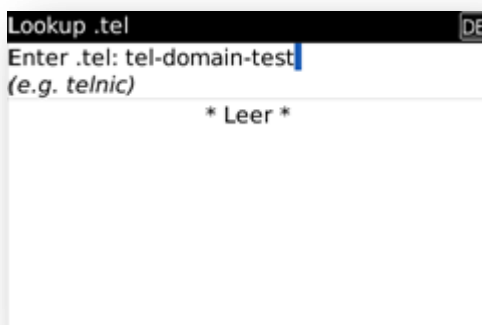 Lookup .tel DE
Enter .tel: tel-domain-test
(e.g. telnic)
* Leer *